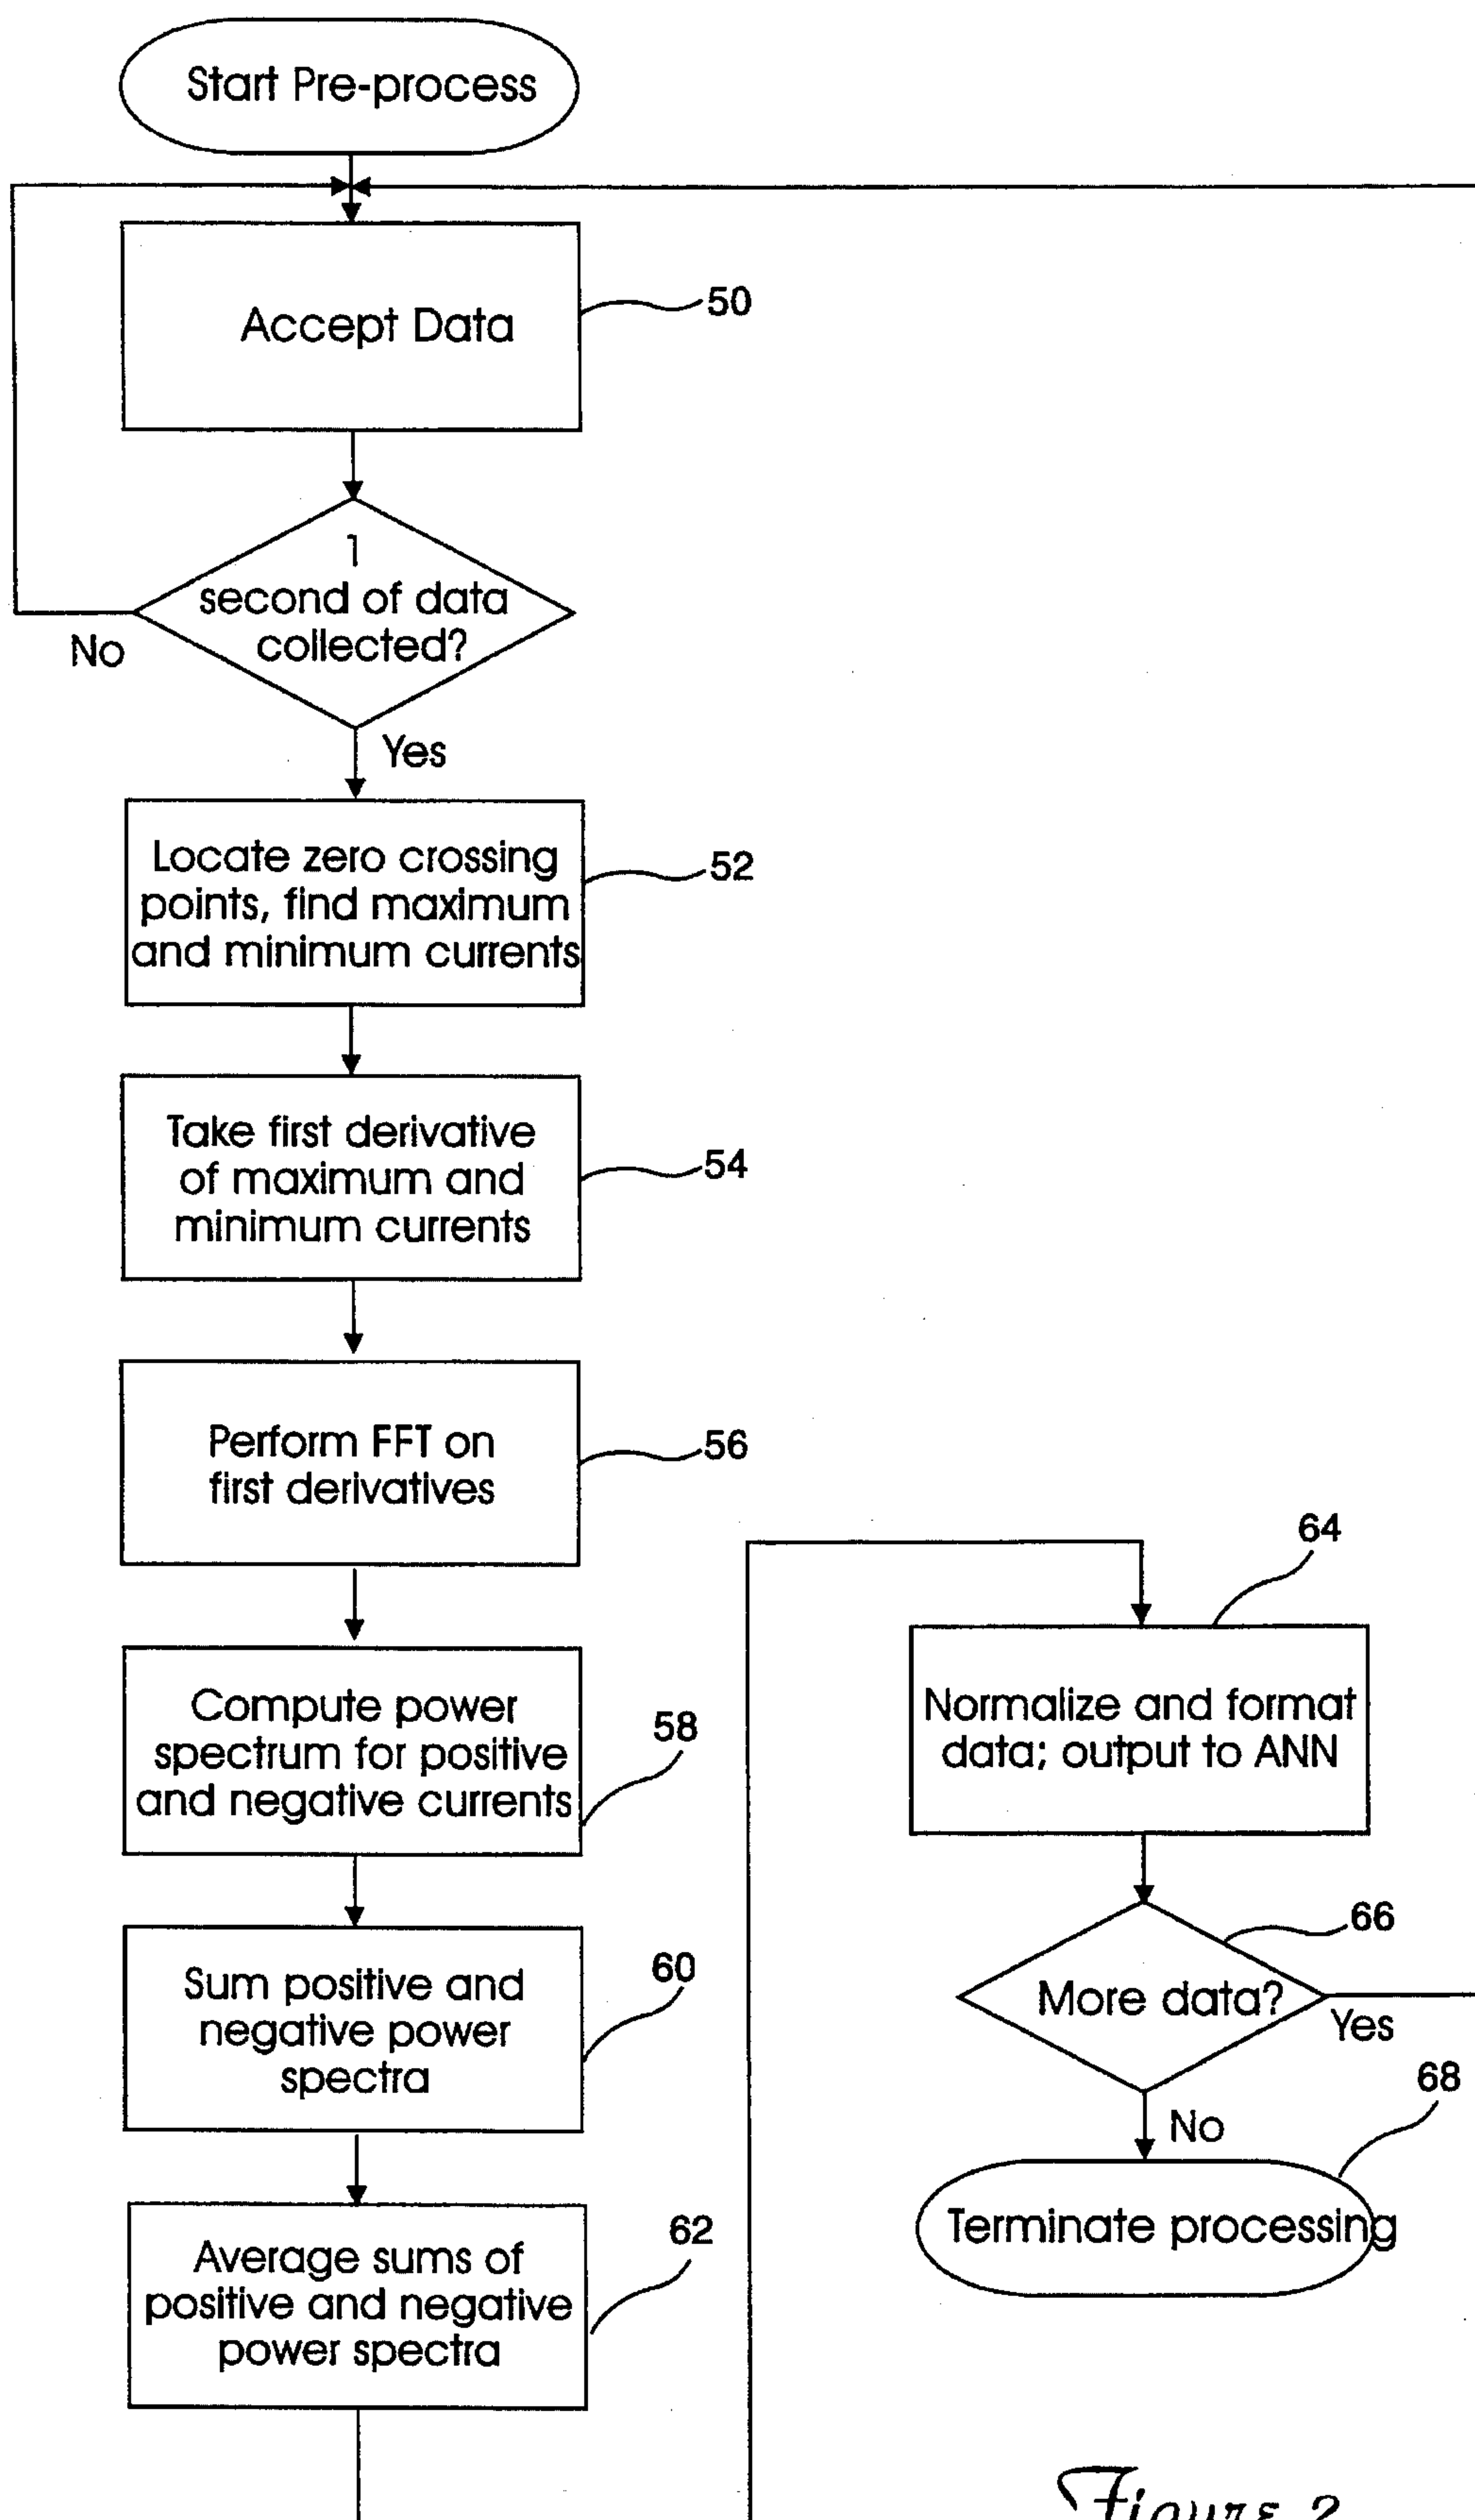 Start Pre-process
Accept Data
50
1
second of data
collected?
No
Yes
Locate zero crossing
points, find maximum
and minimum currents
52
Take first derivative
of maximum and
minimum currents
54
Perform FFT on
first derivatives
56
Compute power
spectrum for positive
and negative currents
58
Sum positive and
negative power
spectra
60
Average sums of
positive and negative
power spectra
62
64
Normalize and format
data; output to ANN
66
More data?
Yes
No
68
Terminate processing
Figure 2